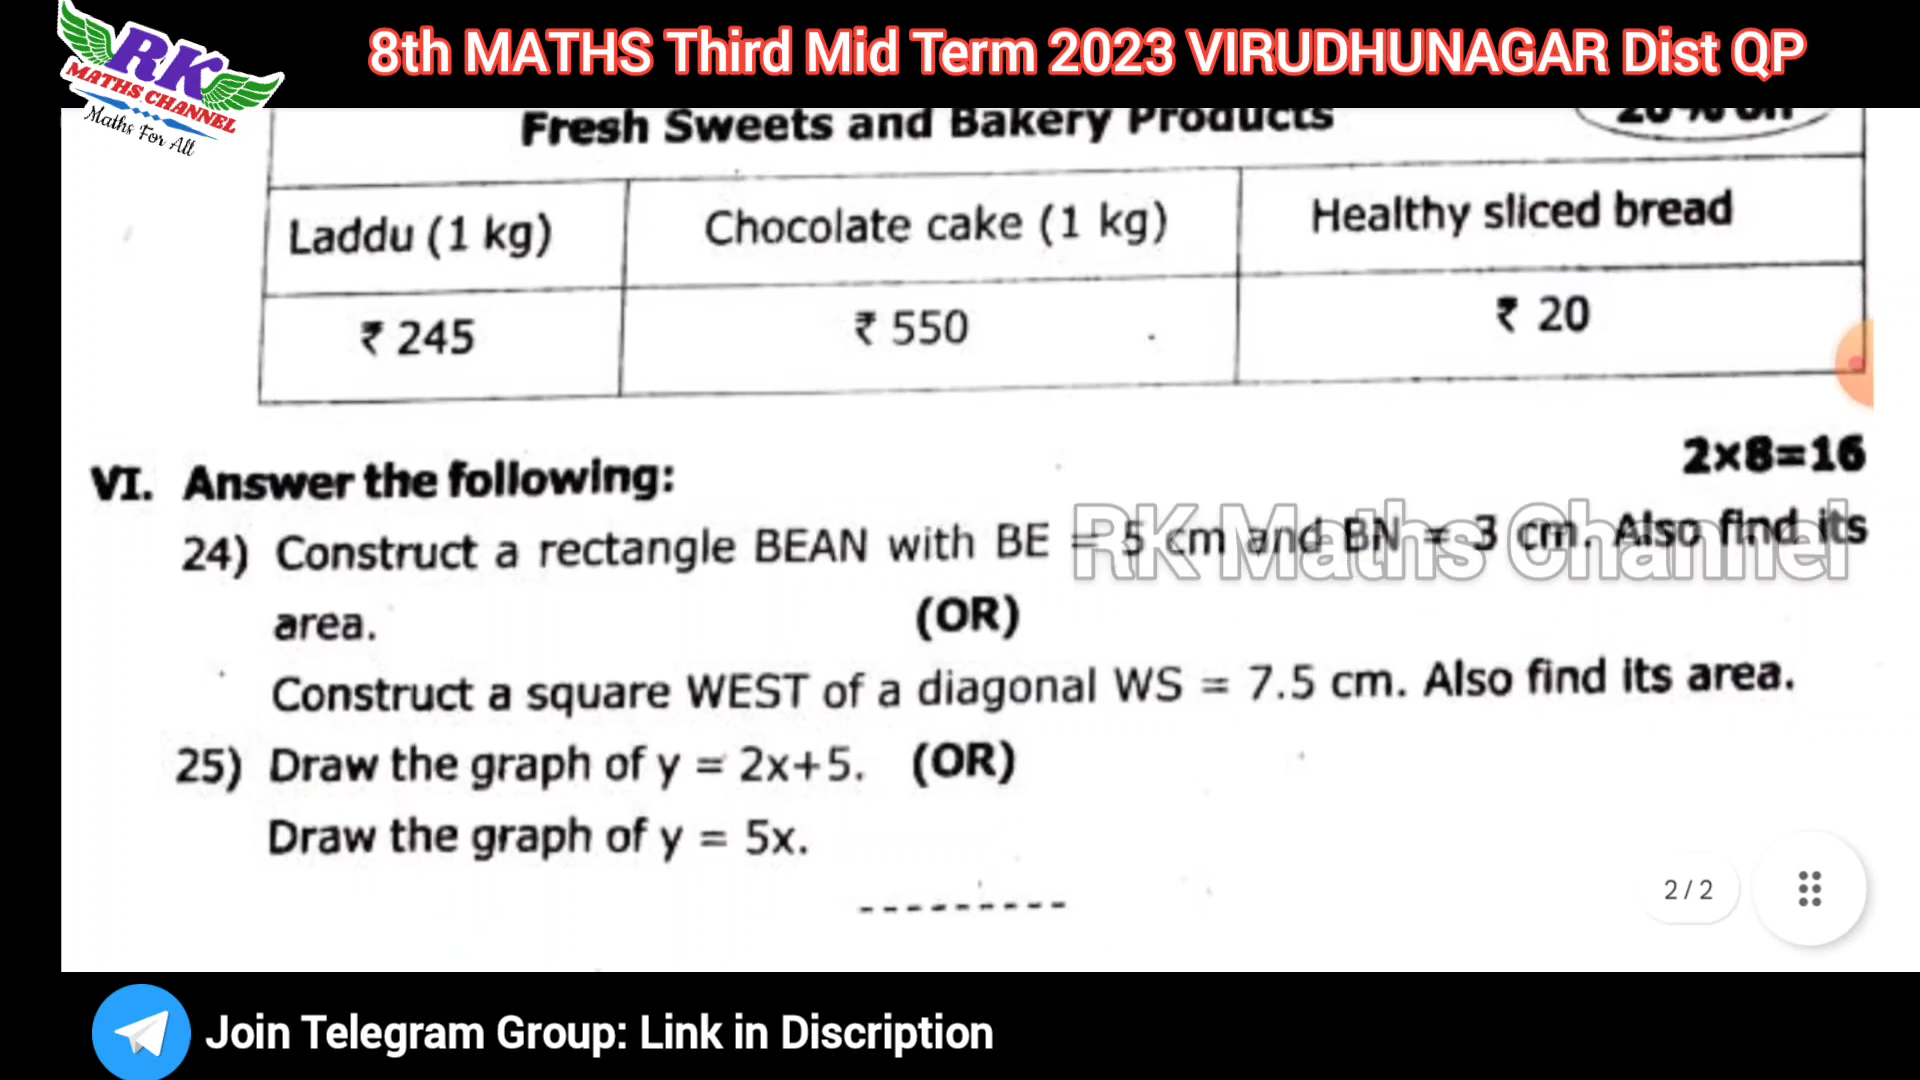 RK
MATHS CHANNEL
Maths For All
8th MATHS Third Mid Term 2023 VIRUDHUNAGAR Dist QP
Fresh Sweets and Bakery Products
Laddu (1 kg) Chocolate cake (1 kg) Healthy sliced bread
₹ 245 ₹ 550 ₹ 20
VI. Answer the following: 2×8=16
24) Construct a rectangle BEAN with BE = 5 cm and BN = 3 cm. Also find its
RK Maths Channel
area. (OR)
Construct a square WEST of a diagonal WS = 7.5 cm. Also find its area.
25) Draw the graph of y = 2x+5. (OR)
Draw the graph of y = 5x.
---------
2 / 2
Join Telegram Group: Link in Discription